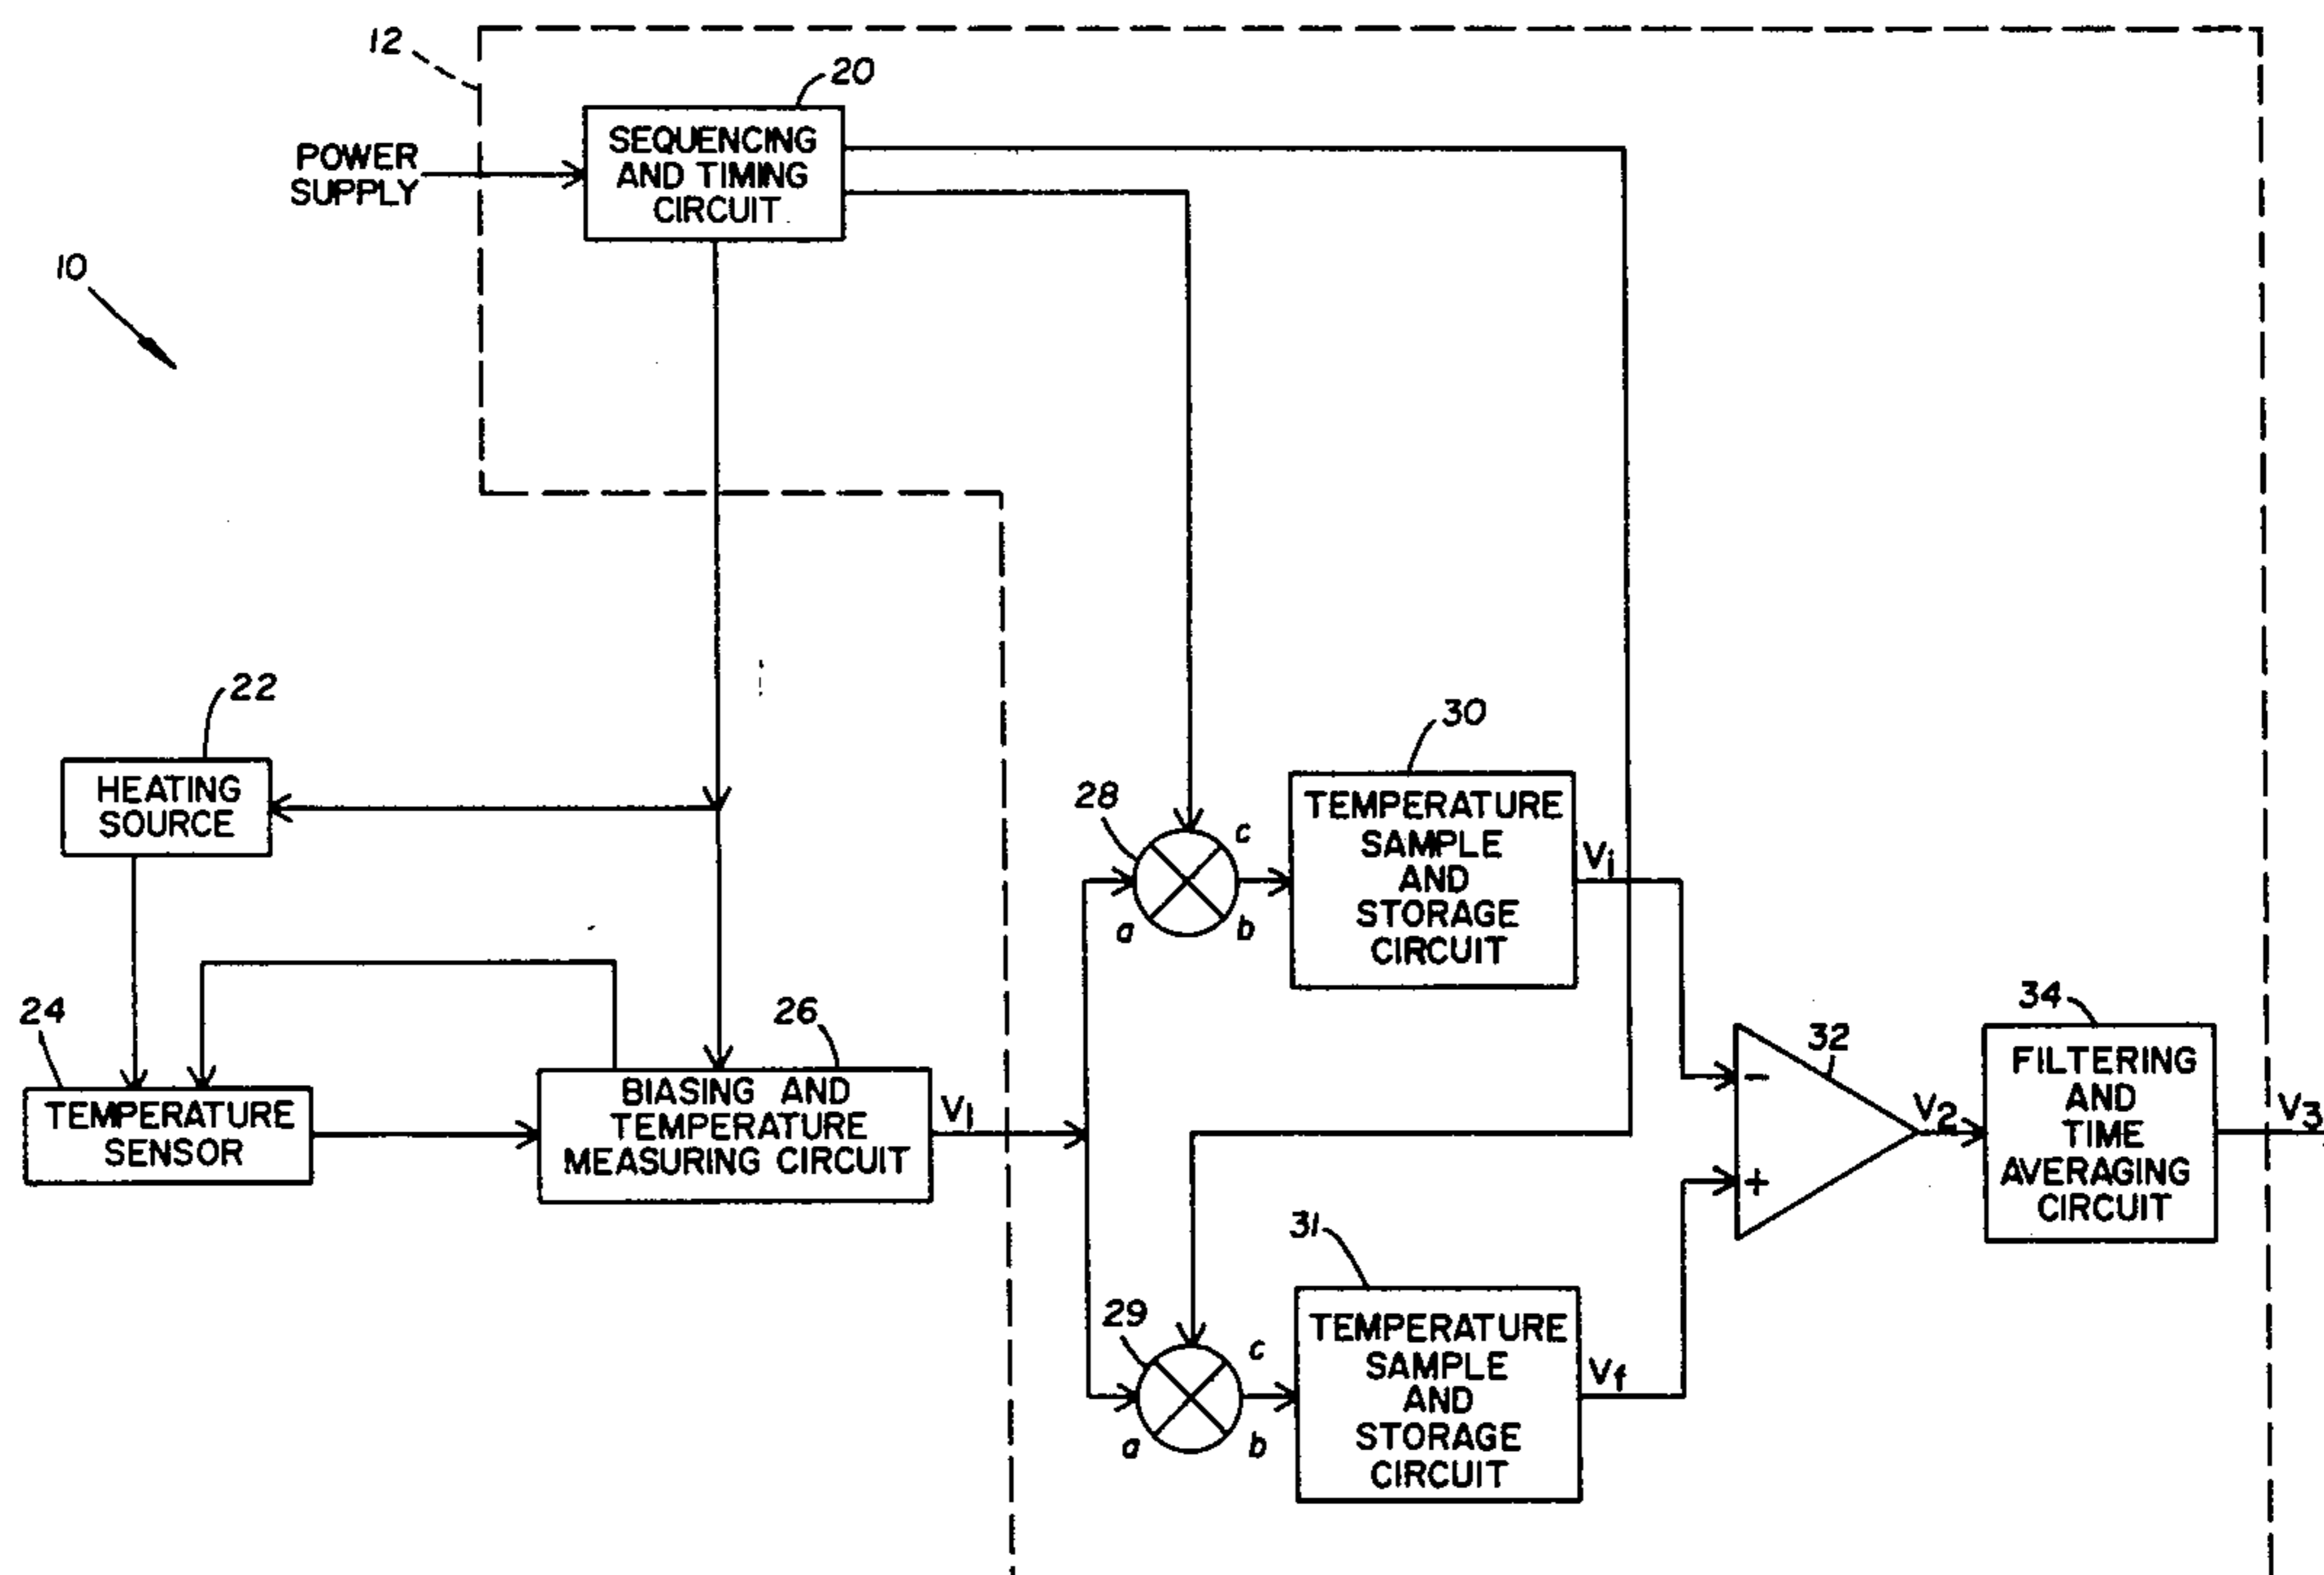 12
20
POWER
SUPPLY
SEQUENCING
AND TIMING
CIRCUIT
10
22
HEATING
SOURCE
28
c
a
b
30
TEMPERATURE
SAMPLE
AND
STORAGE
CIRCUIT
Vi
24
TEMPERATURE
SENSOR
26
BIASING AND
TEMPERATURE
MEASURING CIRCUIT
V1
32
-
+
V2
34
FILTERING
AND
TIME
AVERAGING
CIRCUIT
V3
29
c
a
b
31
TEMPERATURE
SAMPLE
AND
STORAGE
CIRCUIT
Vf